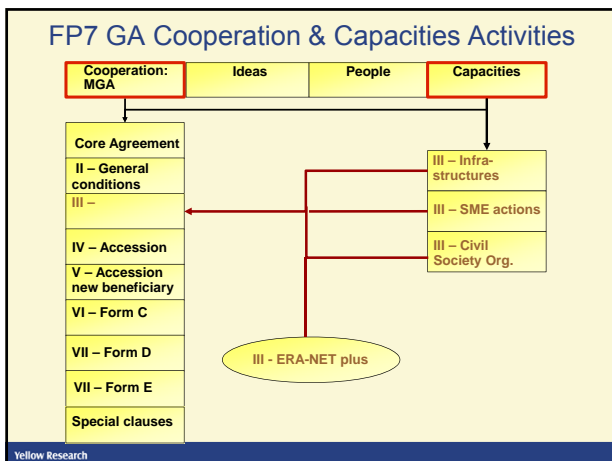 FP7 GA Cooperation & Capacities Activities
Cooperation:
MGA
Ideas
People
Capacities
Core Agreement
II – General
conditions
III –
IV – Accession
V – Accession
new beneficiary
VI – Form C
VII – Form D
VII – Form E
Special clauses
III – Infra-
structures
III – SME actions
III – Civil
Society Org.
III - ERA-NET plus
Yellow Research